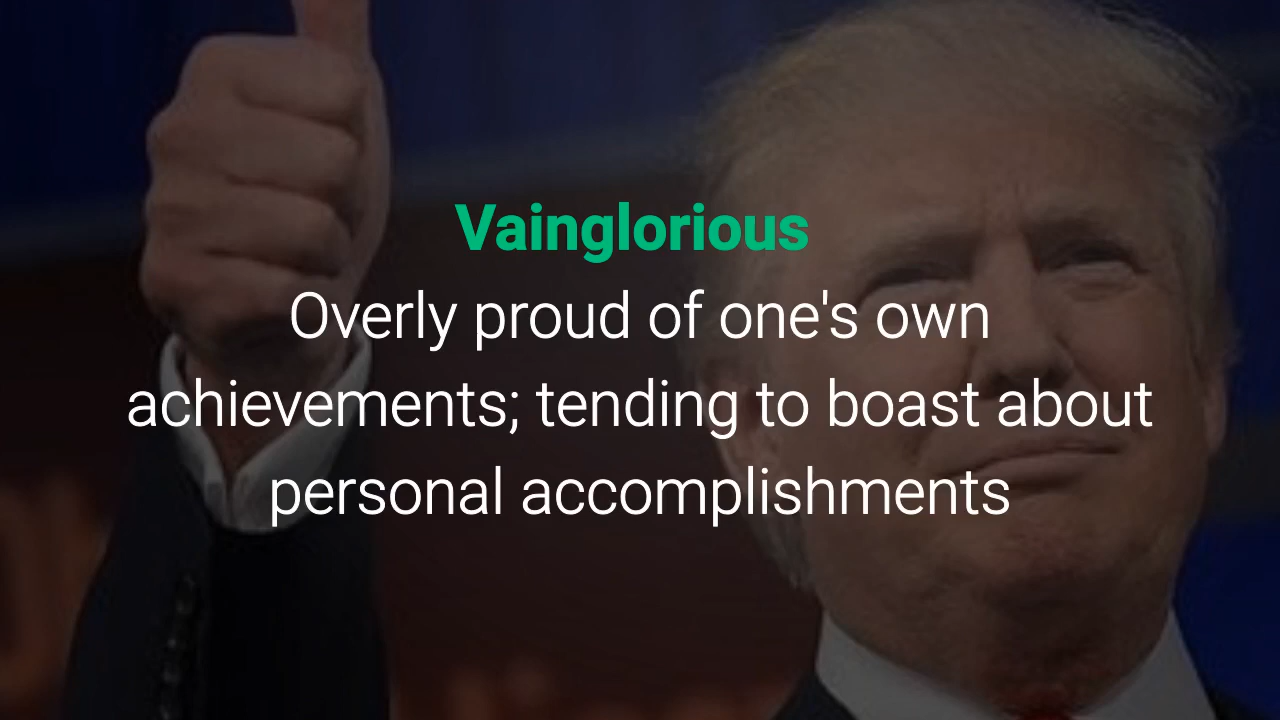 Vainglorious
Overly proud of one's own
achievements; tending to boast about
personal accomplishments